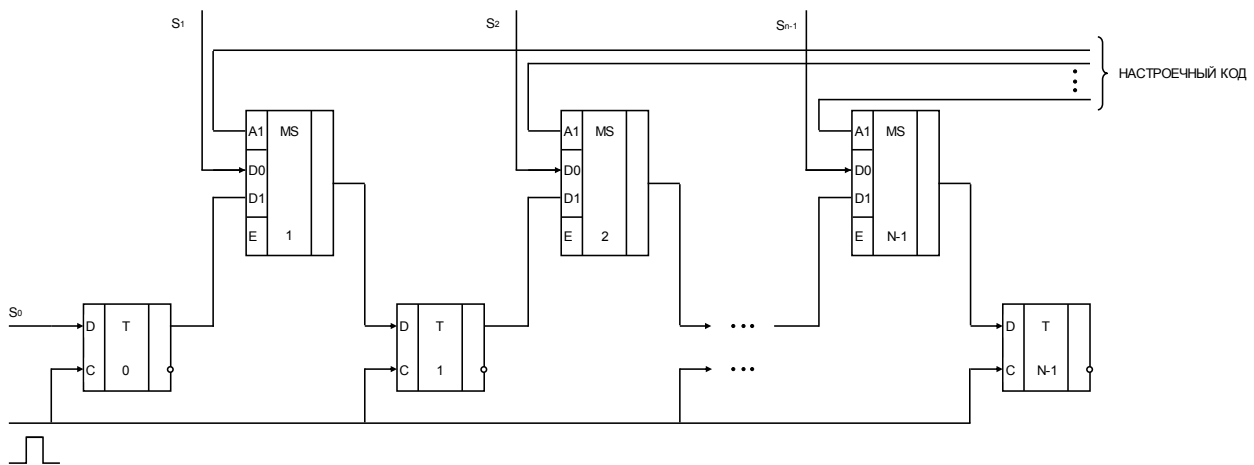 S1
S2
Sn-1
НАСТРОЕЧНЫЙ КОД
A1 MS
D0
D1
E 1
A1 MS
D0
D1
E 2
A1 MS
D0
D1
E N-1
S0
D T
C 0
D T
C 1
D T
C N-1